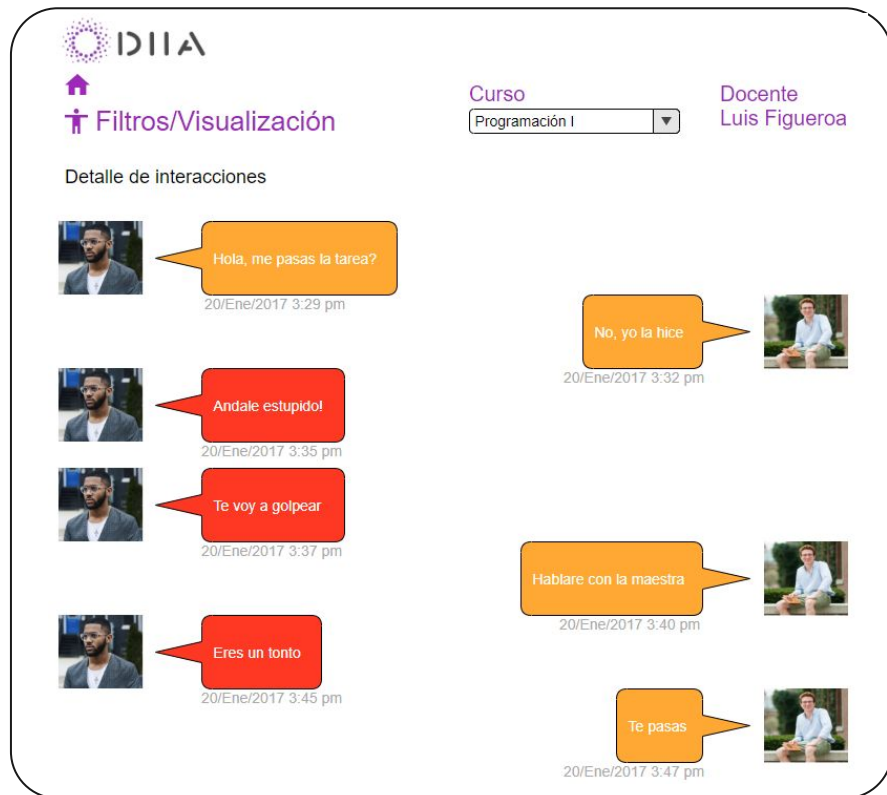 DIIA
Curso
Docente
Filtros/Visualización
Programación I
Luis Figueroa
Detalle de interacciones
Hola, me pasas la tarea?
20/Ene/2017 3:29 pm
No, yo la hice
20/Ene/2017 3:32 pm
Andale estupido!
20/Ene/2017 3:35 pm
Te voy a golpear
20/Ene/2017 3:37 pm
Hablare con la maestra
20/Ene/2017 3:40 pm
Eres un tonto
20/Ene/2017 3:45 pm
Te pasas
20/Ene/2017 3:47 pm